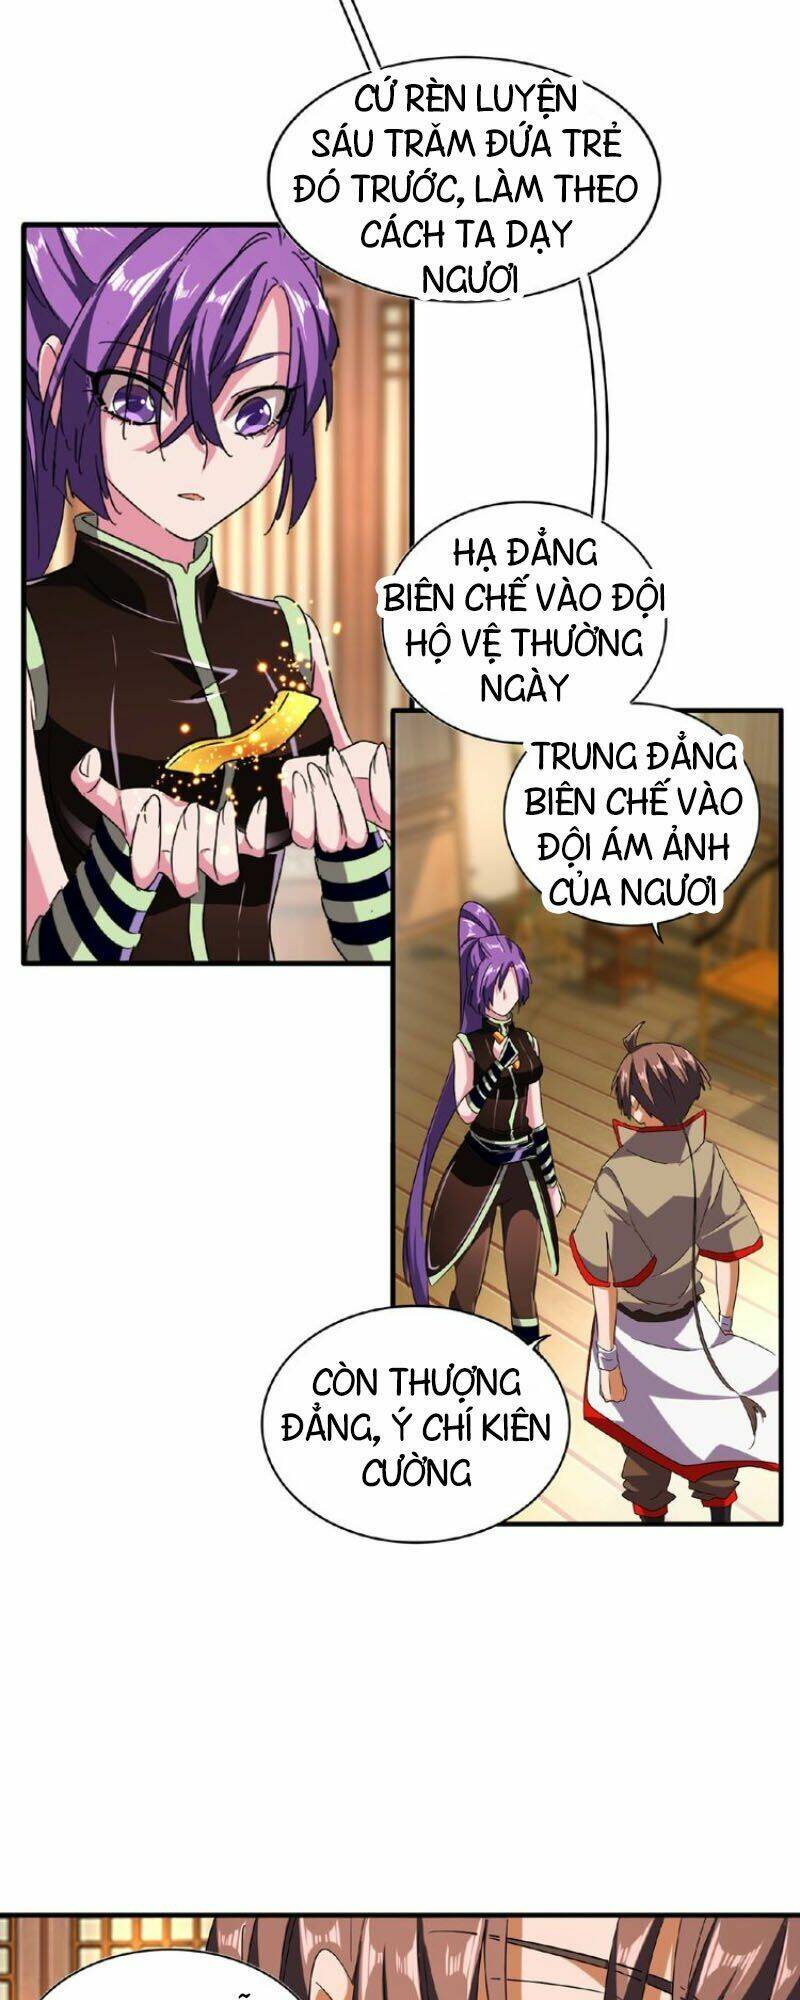 CỨ RÈN LUYỆN
SÁU TRĂM ĐỨA TRẺ
ĐÓ TRƯỚC, LÀM THEO
CÁCH TA DẠY
NGƯƠI
HẠ ĐẲNG
BIÊN CHẾ VÀO ĐỘI
HỘ VỆ THƯỜNG
NGÀY
TRUNG ĐẲNG
BIÊN CHẾ VÀO
ĐỘI ÁM ẢNH
CỦA NGƯƠI
CÒN THƯỢNG
ĐẲNG, Ý CHÍ KIÊN
CƯỜNG